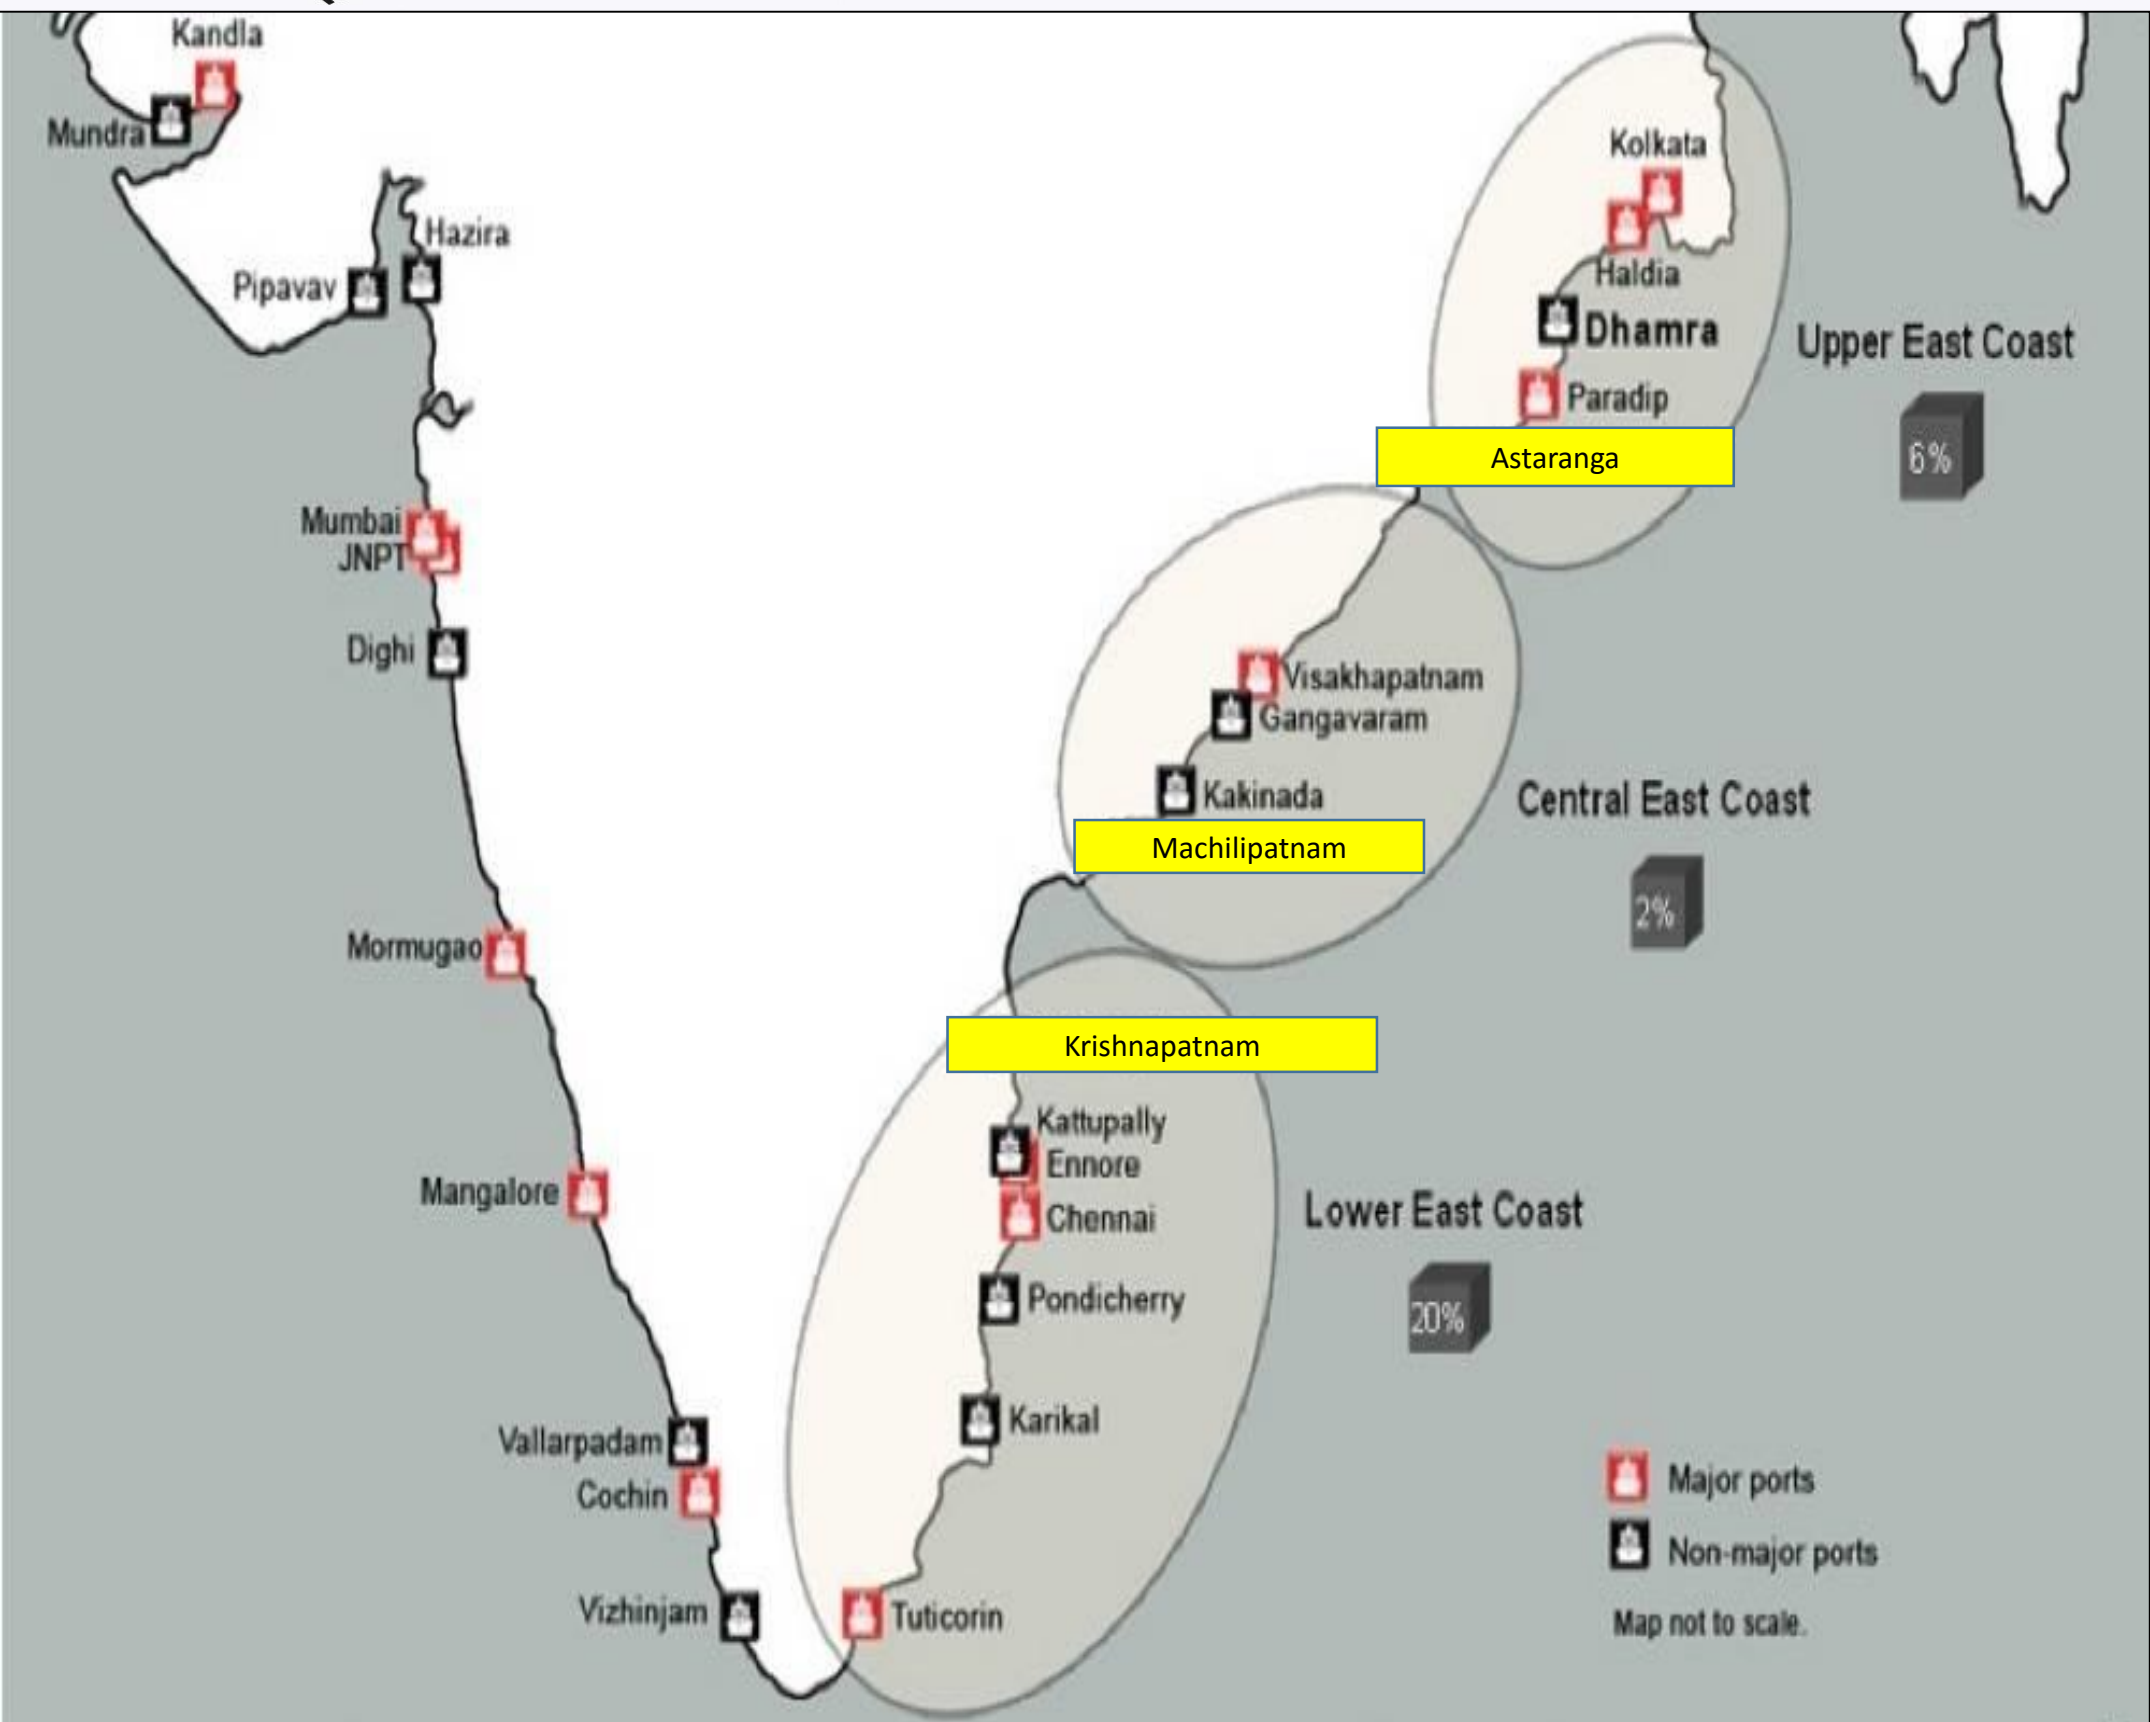 Kandla
Mundra
Kolkata
Hazira
Haldia
Pipavav
Dhamra
Upper East Coast
Paradip
6%
Astaranga
Mumbai
JNPT
Dighi
Visakhapatnam
Gangavaram
Kakinada
Central East Coast
Machilipatnam
2%
Mormugao
Krishnapatnam
Kattupally
Ennore
Mangalore
Chennai
Lower East Coast
Pondicherry
20%
Karikal
Vallarpadam
Cochin
Major ports
Non-major ports
Vizhinjam
Tuticorin
Map not to scale.